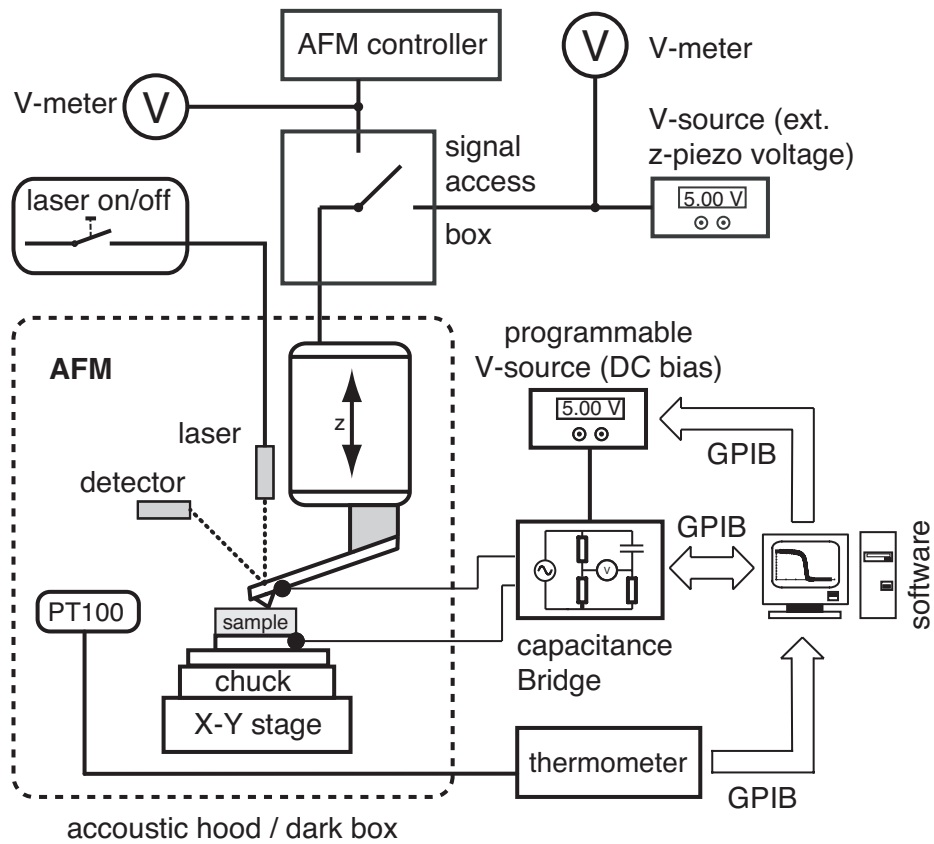 AFM controller
V
V-meter
V-meter
V
V-source (ext.
z-piezo voltage)
signal
access
box
5.00 V
laser on/off
AFM
z
laser
detector
programmable
V-source (DC bias)
5.00 V
GPIB
GPIB
V
software
PT100
sample
capacitance
Bridge
chuck
X-Y stage
thermometer
GPIB
accoustic hood / dark box